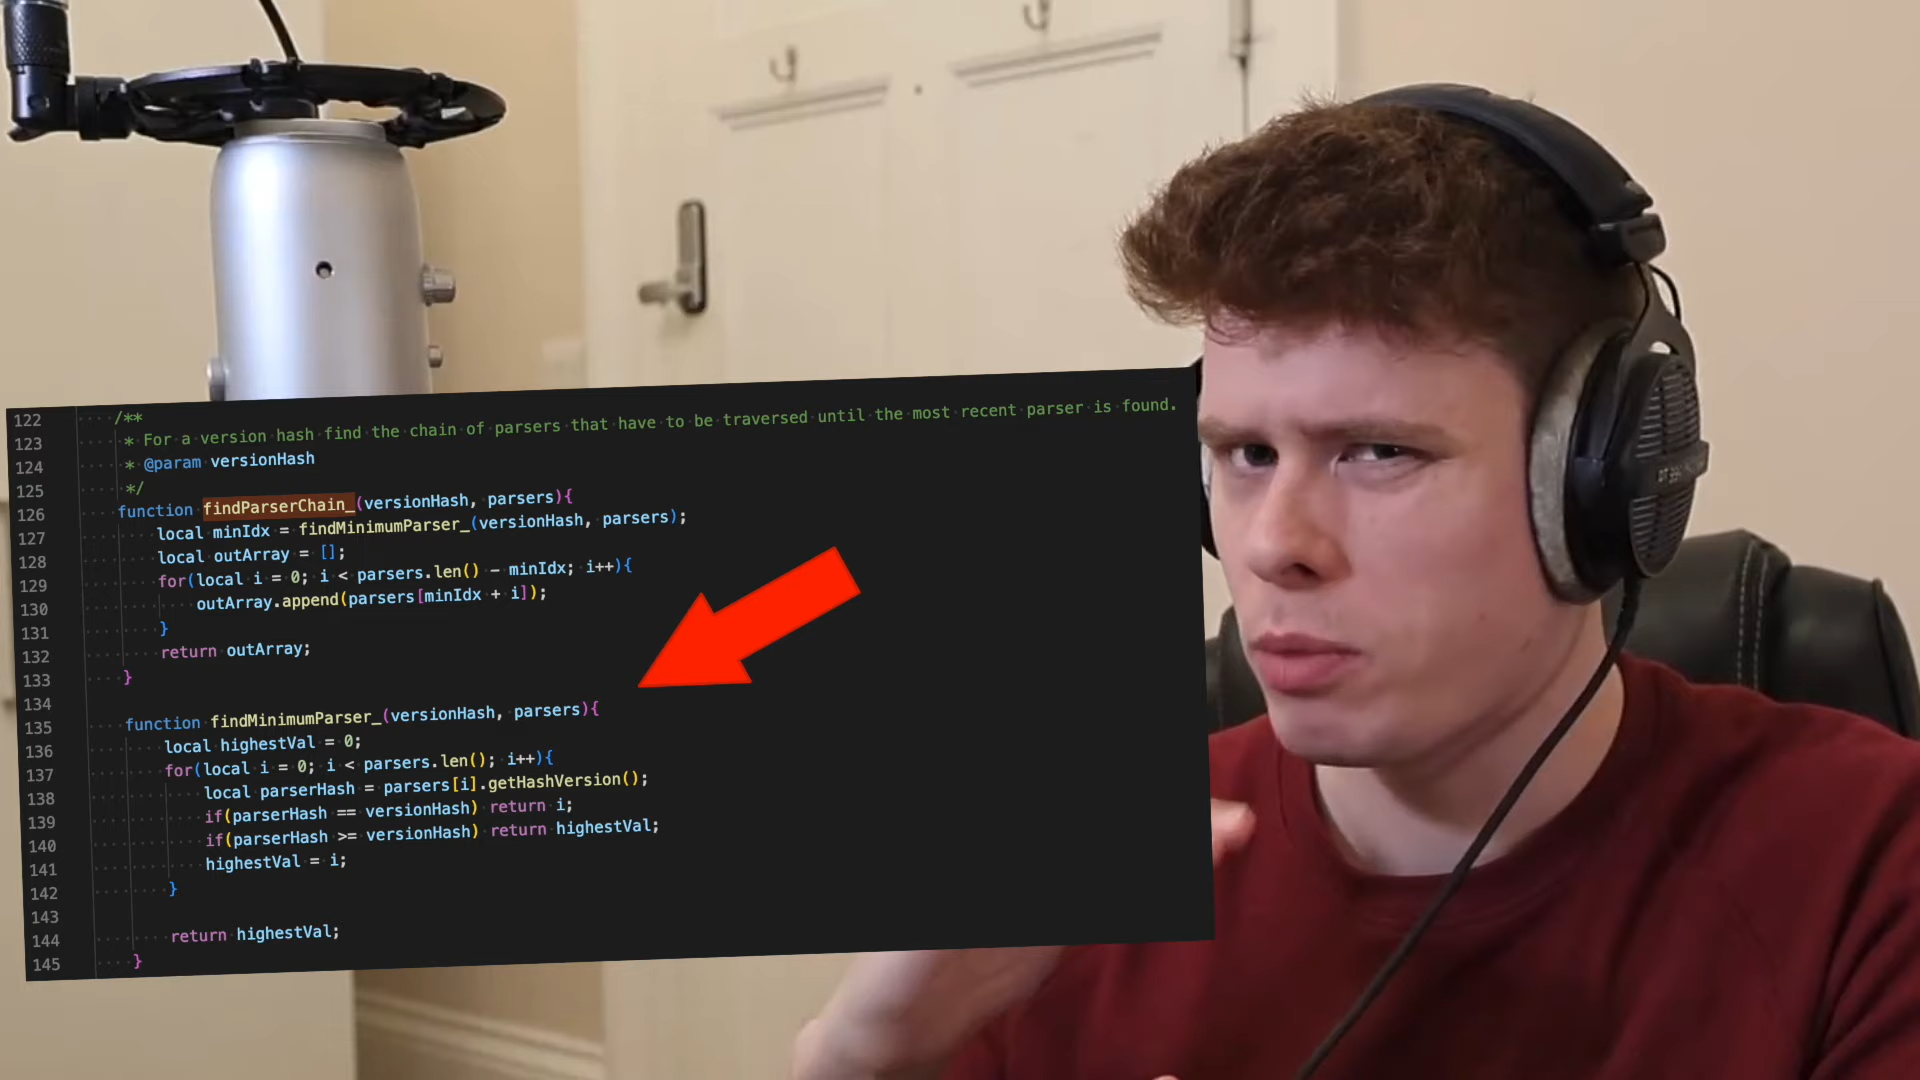 122 /**
123 * For a version hash find the chain of parsers that have to be traversed until the most recent parser is found.
124 * @param versionHash
125 */
126 function findParserChain_(versionHash, parsers){
127 local minIdx = findMinimumParser_(versionHash, parsers);
128 local outArray = [];
129 for(local i = 0; i < parsers.len() - minIdx; i++){
130 outArray.append(parsers[minIdx + i]);
131 }
132 return outArray;
133 }
134
135 function findMinimumParser_(versionHash, parsers){
136 local highestVal = 0;
137 for(local i = 0; i < parsers.len(); i++){
138 local parserHash = parsers[i].getHashVersion();
139 if(parserHash == versionHash) return i;
140 if(parserHash >= versionHash) return highestVal;
141 highestVal = i;
142 }
143
144 return highestVal;
145 }